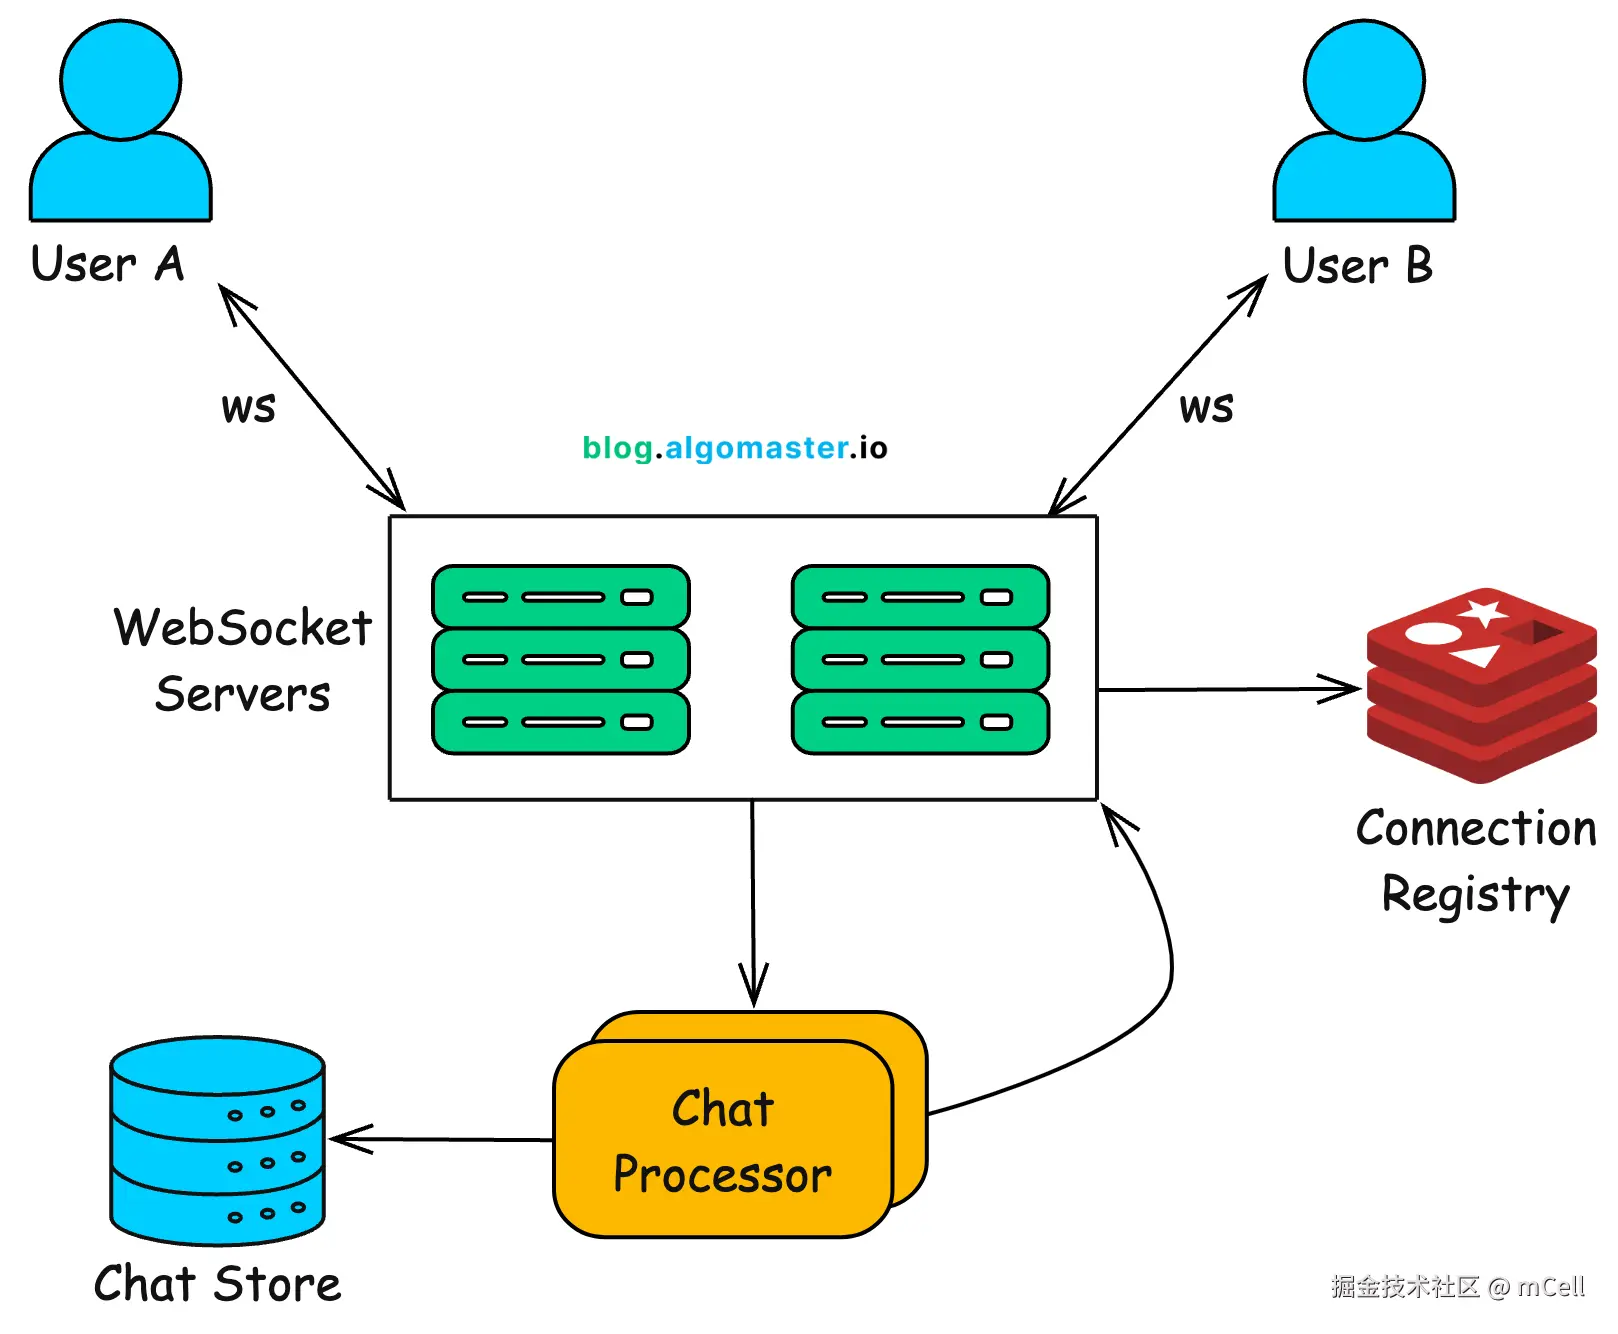 User A
User B
ws
ws
blog.algomaster.io
WebSocket
Servers
Connection
Registry
Chat
Processor
Chat Store
掘金技术社区 @ mCell